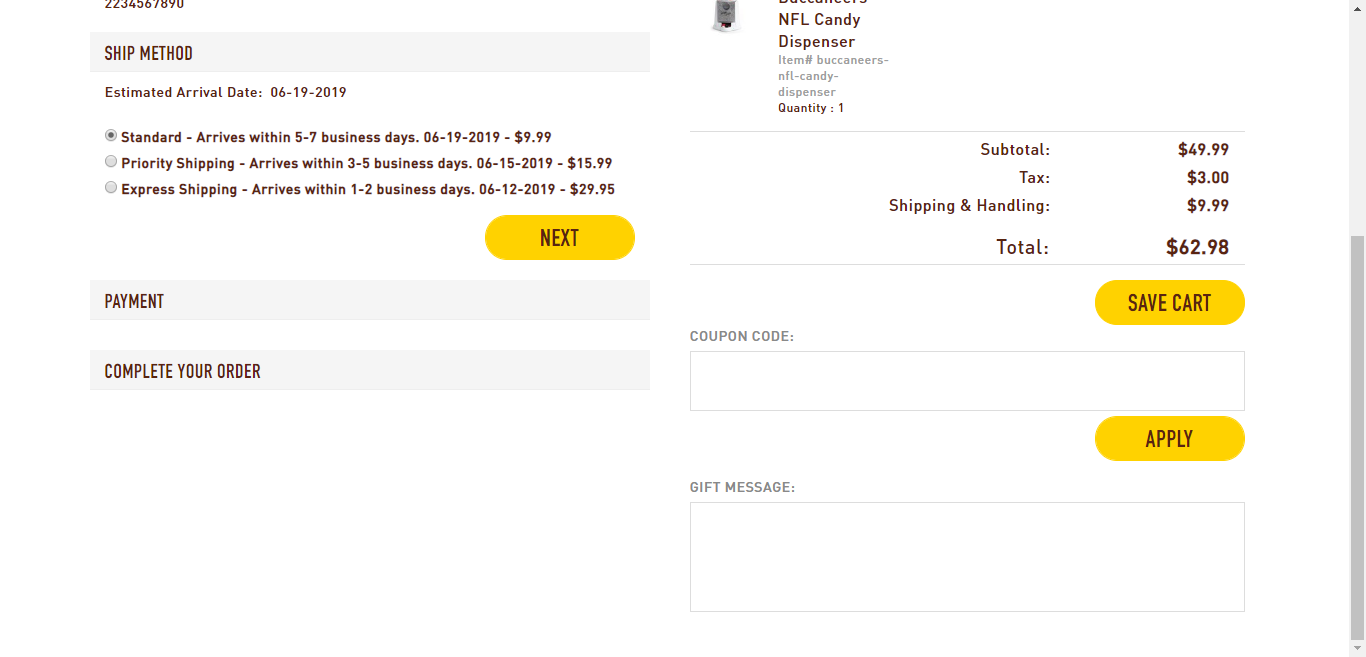 2234567890
SHIP METHOD
Estimated Arrival Date: 06-19-2019
Standard - Arrives within 5-7 business days. 06-19-2019 - $9.99
Priority Shipping - Arrives within 3-5 business days. 06-15-2019 - $15.99
Express Shipping - Arrives within 1-2 business days. 06-12-2019 - $29.95
NEXT
PAYMENT
COMPLETE YOUR ORDER
Buccaneers
NFL Candy
Dispenser
Item# buccaneers-
nfl-candy-
dispenser
Quantity : 1
Subtotal: $49.99
Tax: $3.00
Shipping & Handling: $9.99
Total: $62.98
SAVE CART
COUPON CODE:
APPLY
GIFT MESSAGE: